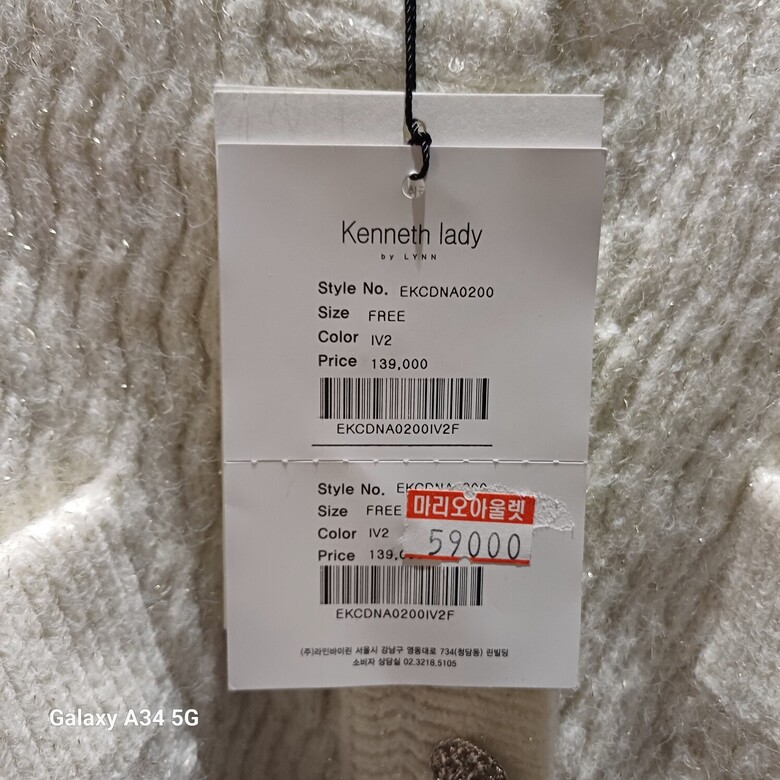 Kenneth lady
by LYNN
Style No. EKCDNA0200
Size FREE
Color IV2
Price 139,000
EKCDNA0200IV2F
Style No.
Size FREE
Color IV2
Price
마리오아울렛
59000
EKCDNA0200IV2F
(주)라인바이린 서울시 강남구 영동대로 734(청담동) 린빌딩
소비자 상담실 02.3218.5105
Galaxy A34 5G